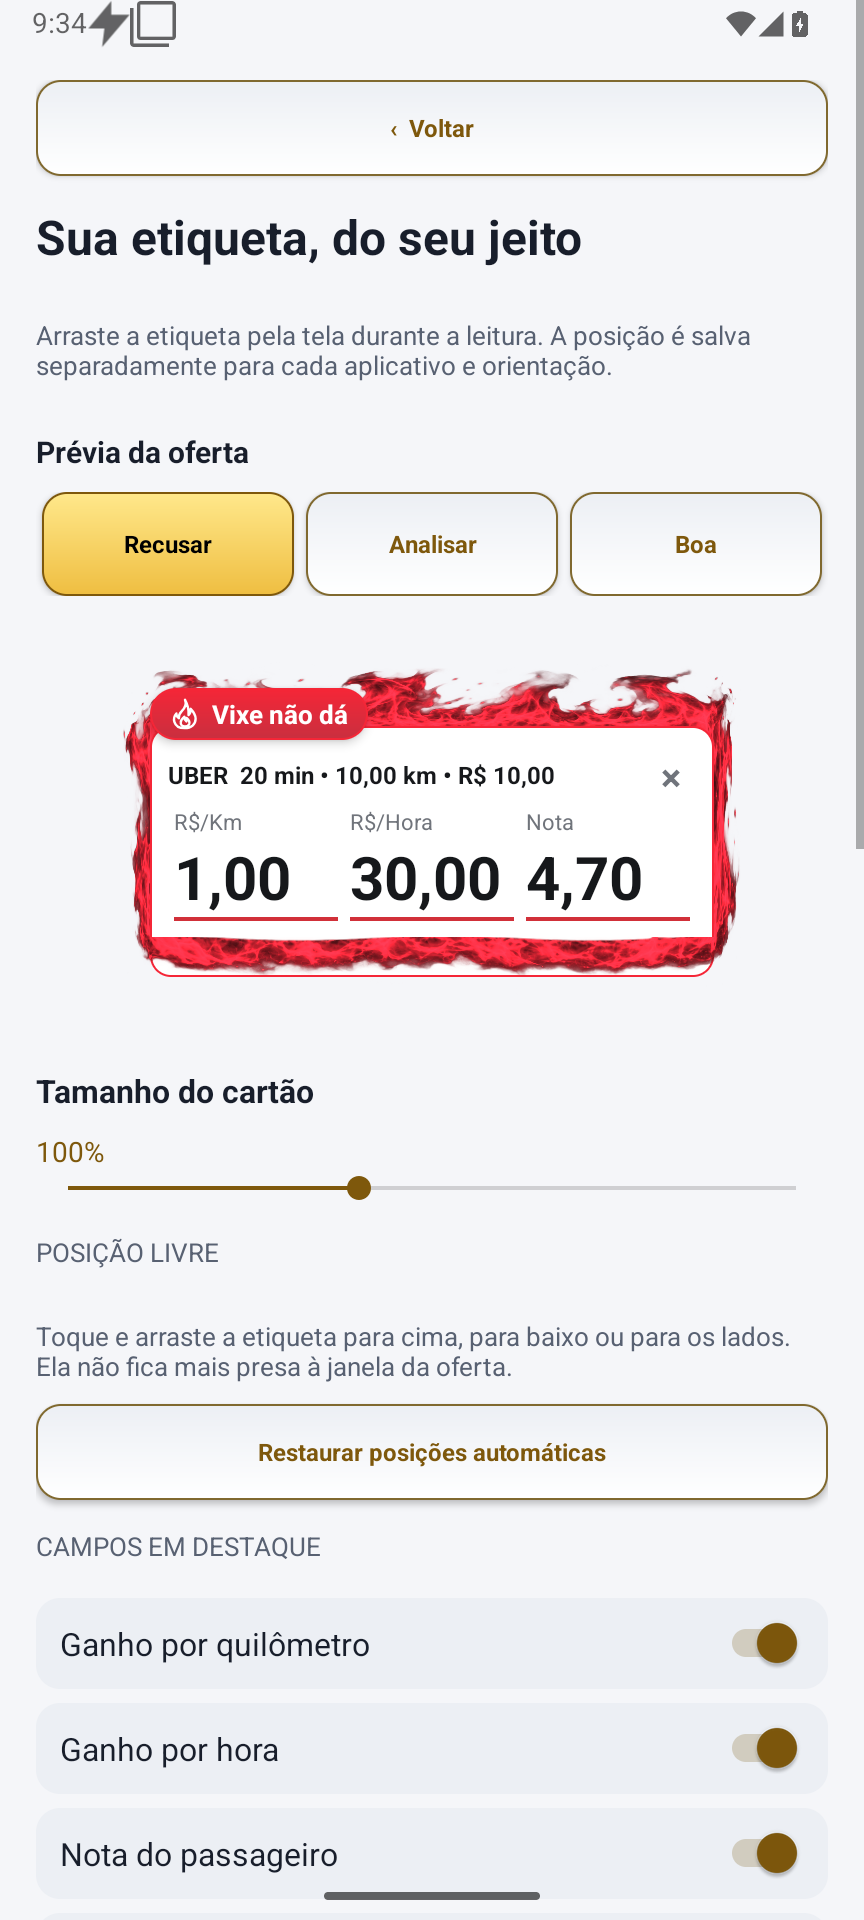 9:34
‹ Voltar
Sua etiqueta, do seu jeito
Arraste a etiqueta pela tela durante a leitura. A posição é salva
separadamente para cada aplicativo e orientação.
Prévia da oferta
Recusar
Analisar
Boa
Vixe não dá
UBER 20 min • 10,00 km • R$ 10,00
×
R$/Km
R$/Hora
Nota
1,00
30,00
4,70
Tamanho do cartão
100%
POSIÇÃO LIVRE
Toque e arraste a etiqueta para cima, para baixo ou para os lados.
Ela não fica mais presa à janela da oferta.
Restaurar posições automáticas
CAMPOS EM DESTAQUE
Ganho por quilômetro
Ganho por hora
Nota do passageiro